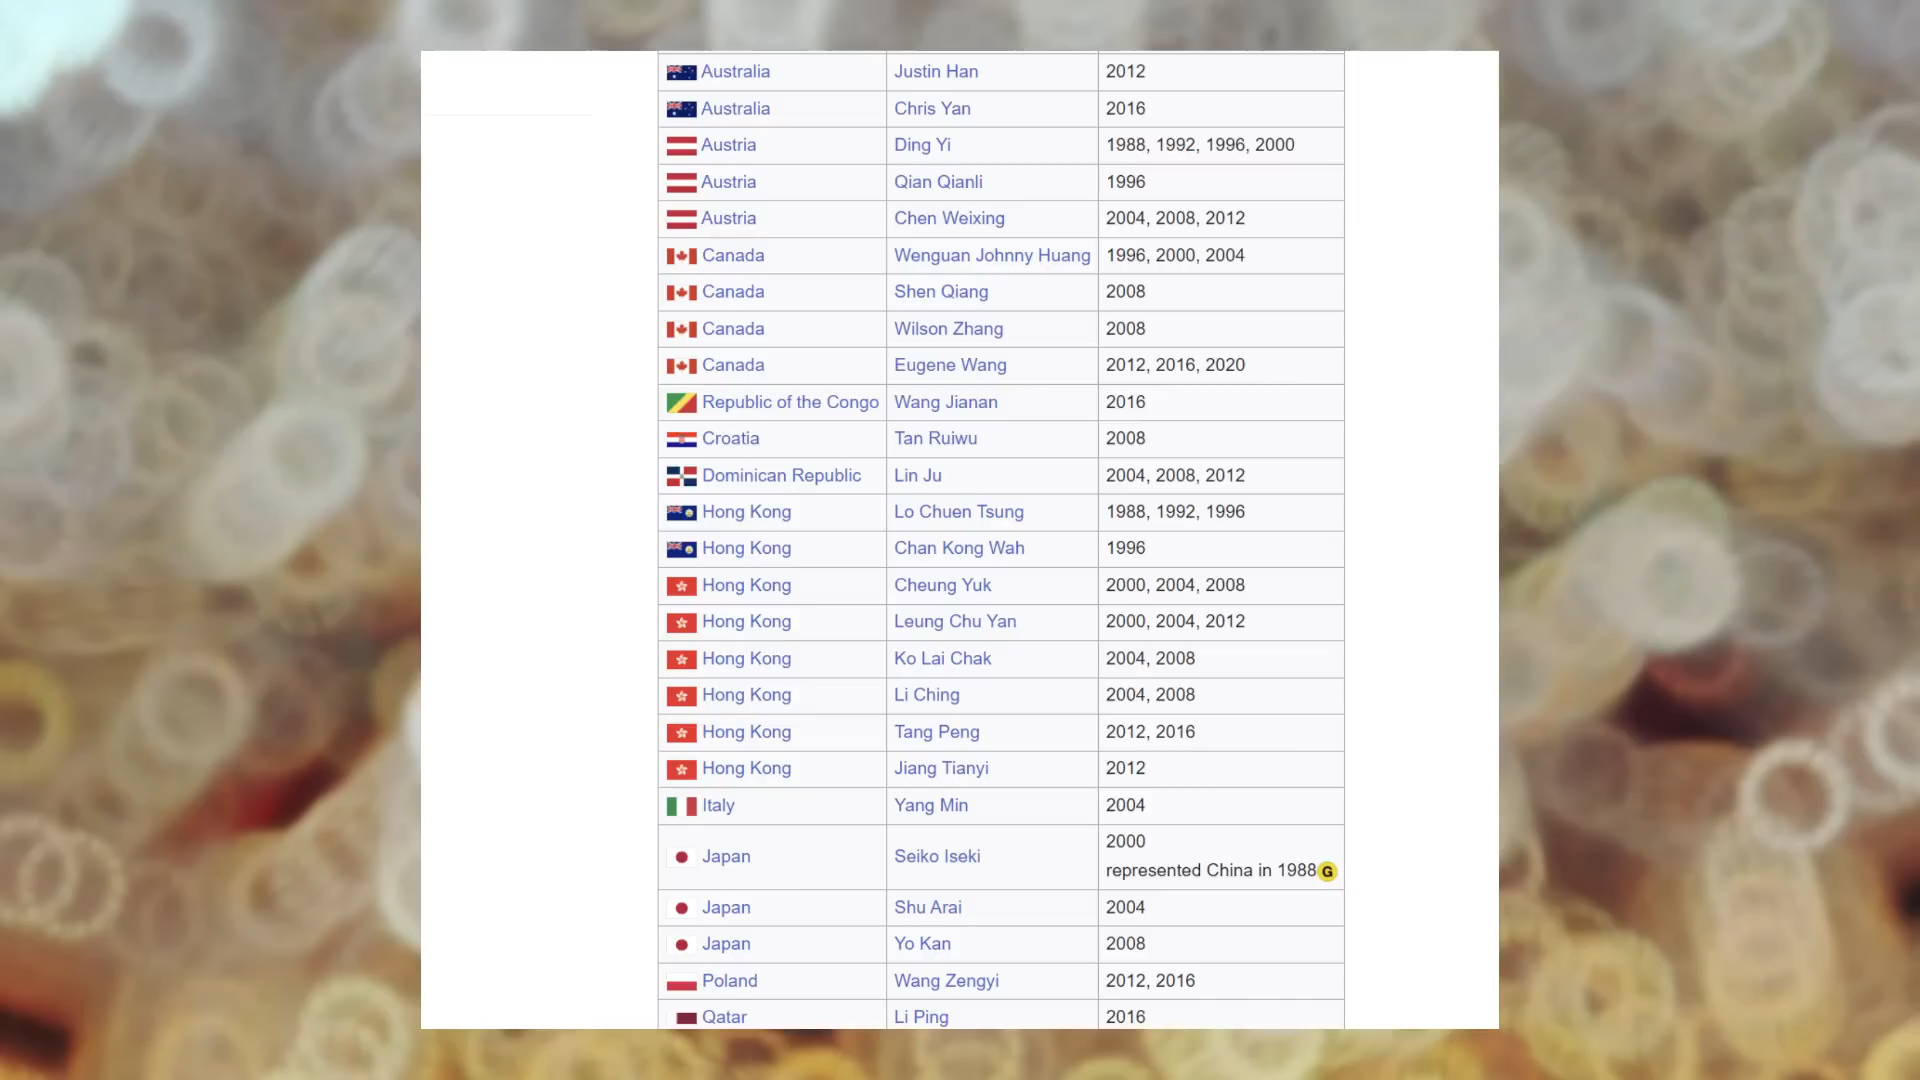 Australia Justin Han 2012
Australia Chris Yan 2016
Austria Ding Yi 1988, 1992, 1996, 2000
Austria Qian Qianli 1996
Austria Chen Weixing 2004, 2008, 2012
Canada Wenguan Johnny Huang 1996, 2000, 2004
Canada Shen Qiang 2008
Canada Wilson Zhang 2008
Canada Eugene Wang 2012, 2016, 2020
Republic of the Congo Wang Jianan 2016
Croatia Tan Ruiwu 2008
Dominican Republic Lin Ju 2004, 2008, 2012
Hong Kong Lo Chuen Tsung 1988, 1992, 1996
Hong Kong Chan Kong Wah 1996
Hong Kong Cheung Yuk 2000, 2004, 2008
Hong Kong Leung Chu Yan 2000, 2004, 2012
Hong Kong Ko Lai Chak 2004, 2008
Hong Kong Li Ching 2004, 2008
Hong Kong Tang Peng 2012, 2016
Hong Kong Jiang Tianyi 2012
Italy Yang Min 2004
Japan Seiko Iseki 2000
represented China in 1988 G
Japan Shu Arai 2004
Japan Yo Kan 2008
Poland Wang Zengyi 2012, 2016
Qatar Li Ping 2016